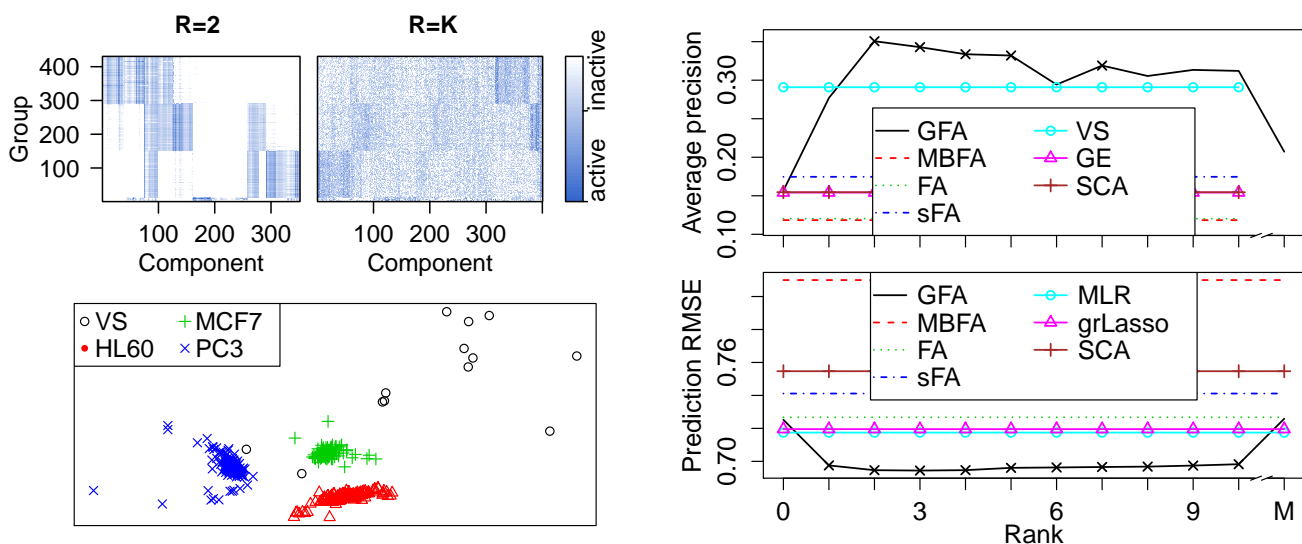 R=2
R=K
Group
400
300
200
100
100 200 300
Component
100 200 300
Component
active inactive
VS
MCF7
HL60
PC3
Average precision
0.30
0.20
0.10
GFA
VS
MBFA
GE
FA
SCA
sFA
Prediction RMSE
0.76
0.70
GFA
MLR
MBFA
grLasso
FA
SCA
sFA
0 3 6 9 M
Rank